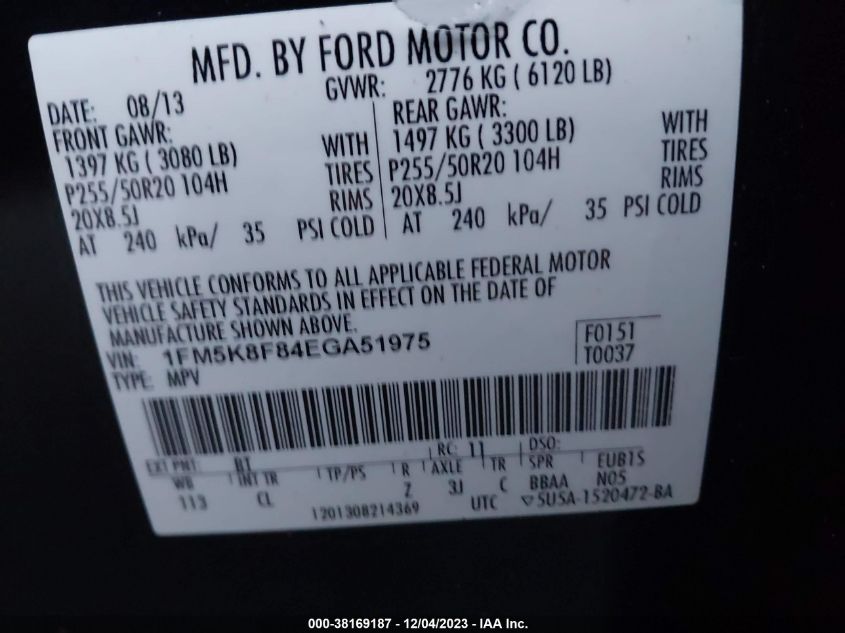 MFD. BY FORD MOTOR CO.
DATE: 08/13 GVWR: 2776 KG ( 6120 LB)
FRONT GAWR:
1397 KG ( 3080 LB) WITH
P255/50R20 104H TIRES
20X8.5J RIMS
AT 240 kPa/ 35 PSI COLD
REAR GAWR:
1497 KG ( 3300 LB) WITH
P255/50R20 104H TIRES
20X8.5J RIMS
AT 240 kPa/ 35 PSI COLD
THIS VEHICLE CONFORMS TO ALL APPLICABLE FEDERAL MOTOR
VEHICLE SAFETY STANDARDS IN EFFECT ON THE DATE OF
MANUFACTURE SHOWN ABOVE.
VIN: 1FM5K8F84EGA51975
TYPE: MPV
F0151
T0037
EXT PNT: BT RC: 11 DSO:
WB INT TR TP/PS R AXLE TR SPR EUB1S
113 CL Z 3J C BBAA N05
1201308214369 UTC ▽5U5A-1520472-BA
000-38169187 - 12/04/2023 - IAA Inc.